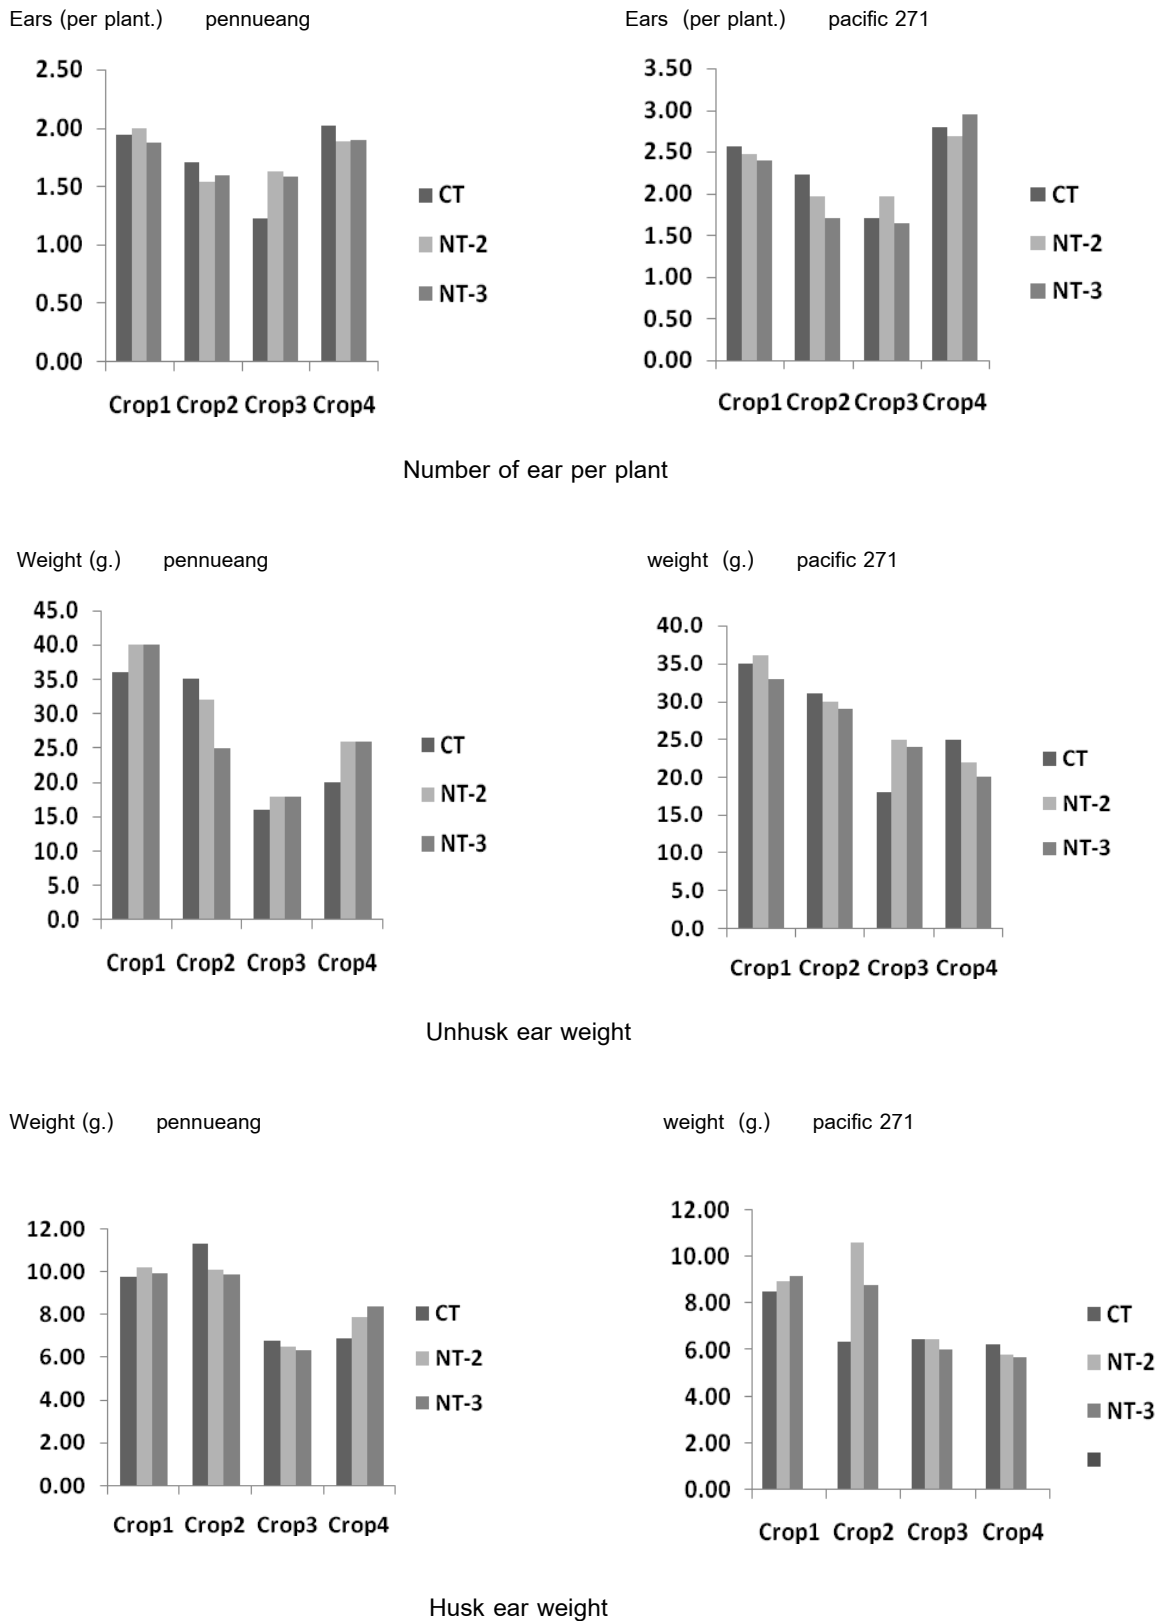 Ears (per plant.) pennueang
2.50
2.00
1.50
1.00
0.50
0.00
Crop1 Crop2 Crop3 Crop4
CT
NT-2
NT-3
Ears (per plant.) pacific 271
3.50
3.00
2.50
2.00
1.50
1.00
0.50
0.00
Crop1 Crop2 Crop3 Crop4
CT
NT-2
NT-3
Number of ear per plant
Weight (g.) pennueang
45.0
40.0
35.0
30.0
25.0
20.0
15.0
10.0
5.0
0.0
Crop1 Crop2 Crop3 Crop4
CT
NT-2
NT-3
weight (g.) pacific 271
40.0
35.0
30.0
25.0
20.0
15.0
10.0
5.0
0.0
Crop1 Crop2 Crop3 Crop4
CT
NT-2
NT-3
Unhusk ear weight
Weight (g.) pennueang
12.00
10.00
8.00
6.00
4.00
2.00
0.00
Crop1 Crop2 Crop3 Crop4
CT
NT-2
NT-3
weight (g.) pacific 271
12.00
10.00
8.00
6.00
4.00
2.00
0.00
Crop1 Crop2 Crop3 Crop4
CT
NT-2
NT-3
Husk ear weight